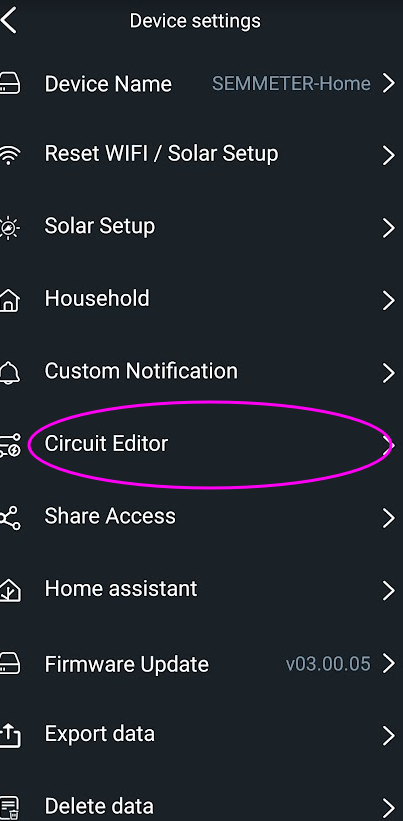 Device settings
Device Name SEMMETER-Home
Reset WIFI / Solar Setup
Solar Setup
Household
Custom Notification
Circuit Editor
Share Access
Home assistant
Firmware Update v03.00.05
Export data
Delete data